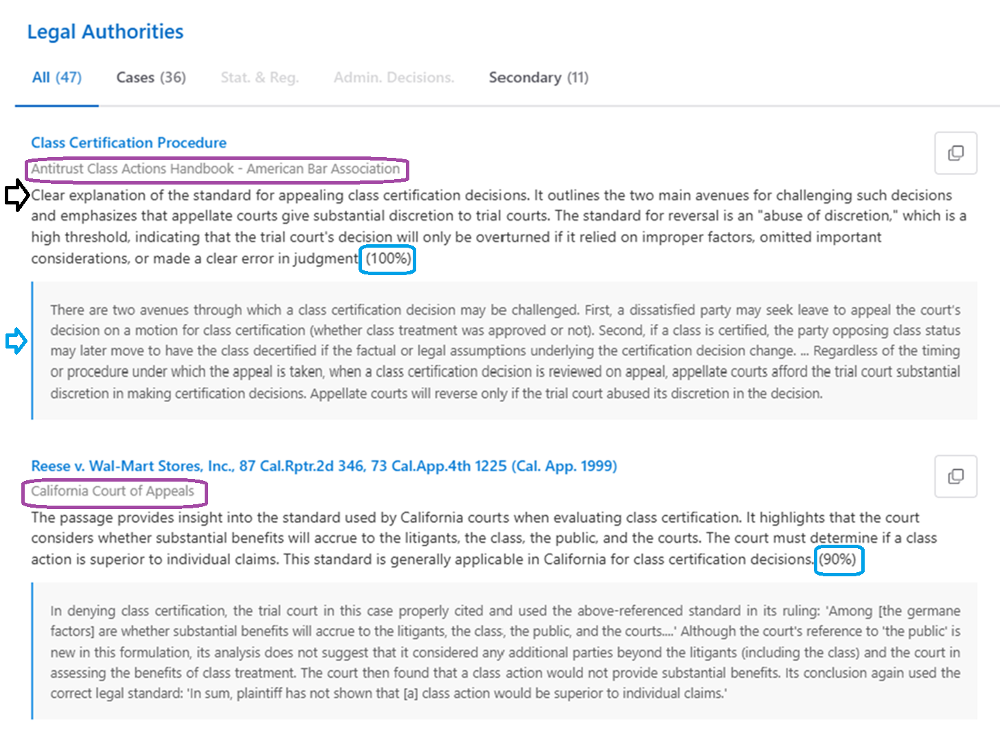 Legal Authorities
All (47) Cases (36) Stat. & Reg. Admin. Decisions. Secondary (11)
Class Certification Procedure
Antitrust Class Actions Handbook - American Bar Association
Clear explanation of the standard for appealing class certification decisions. It outlines the two main avenues for challenging such decisions
and emphasizes that appellate courts give substantial discretion to trial courts. The standard for reversal is an "abuse of discretion," which is a
high threshold, indicating that the trial court's decision will only be overturned if it relied on improper factors, omitted important
considerations, or made a clear error in judgment (100%)
There are two avenues through which a class certification decision may be challenged. First, a dissatisfied party may seek leave to appeal the court's
decision on a motion for class certification (whether class treatment was approved or not). Second, if a class is certified, the party opposing class status
may later move to have the class decertified if the factual or legal assumptions underlying the certification decision change. ... Regardless of the timing
or procedure under which the appeal is taken, when a class certification decision is reviewed on appeal, appellate courts afford the trial court substantial
discretion in making certification decisions. Appellate courts will reverse only if the trial court abused its discretion in the decision.
Reese v. Wal-Mart Stores, Inc., 87 Cal.Rptr.2d 346, 73 Cal.App.4th 1225 (Cal. App. 1999)
California Court of Appeals
The passage provides insight into the standard used by California courts when evaluating class certification. It highlights that the court
considers whether substantial benefits will accrue to the litigants, the class, the public, and the courts. The court must determine if a class
action is superior to individual claims. This standard is generally applicable in California for class certification decisions. (90%)
In denying class certification, the trial court in this case properly cited and used the above-referenced standard in its ruling: 'Among [the germane
factors] are whether substantial benefits will accrue to the litigants, the class, the public, and the courts....' Although the court's reference to 'the public' is
new in this formulation, its analysis does not suggest that it considered any additional parties beyond the litigants (including the class) and the court in
assessing the benefits of class treatment. The court then found that a class action would not provide substantial benefits. Its conclusion again used the
correct legal standard: 'In sum, plaintiff has not shown that [a] class action would be superior to individual claims.'